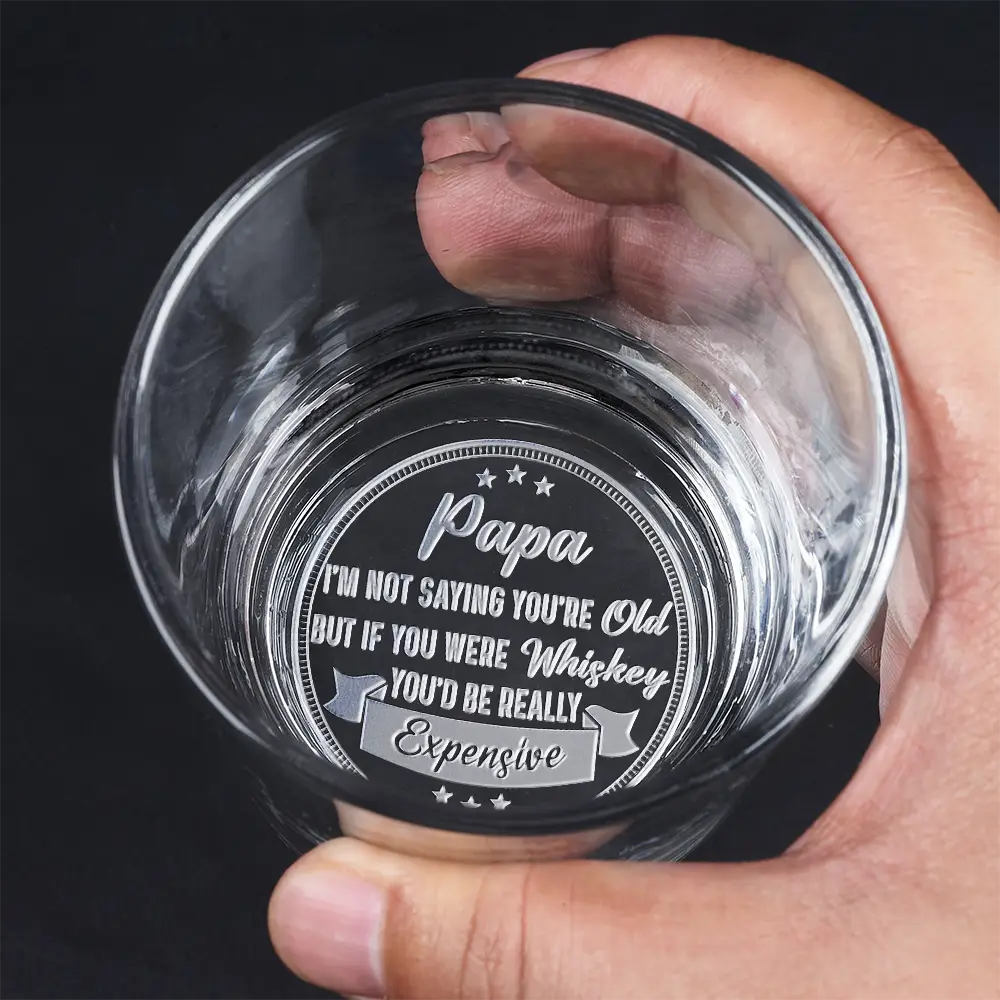 Papa
I'M NOT SAYING YOU'RE Old
BUT IF YOU WERE Whiskey
YOU'D BE REALLY
Expensive